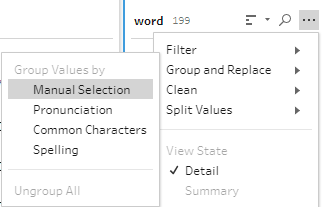 word 199
Filter
Group and Replace
Clean
Split Values
View State
Detail
Summary
Group Values by
Manual Selection
Pronunciation
Common Characters
Spelling
Ungroup All